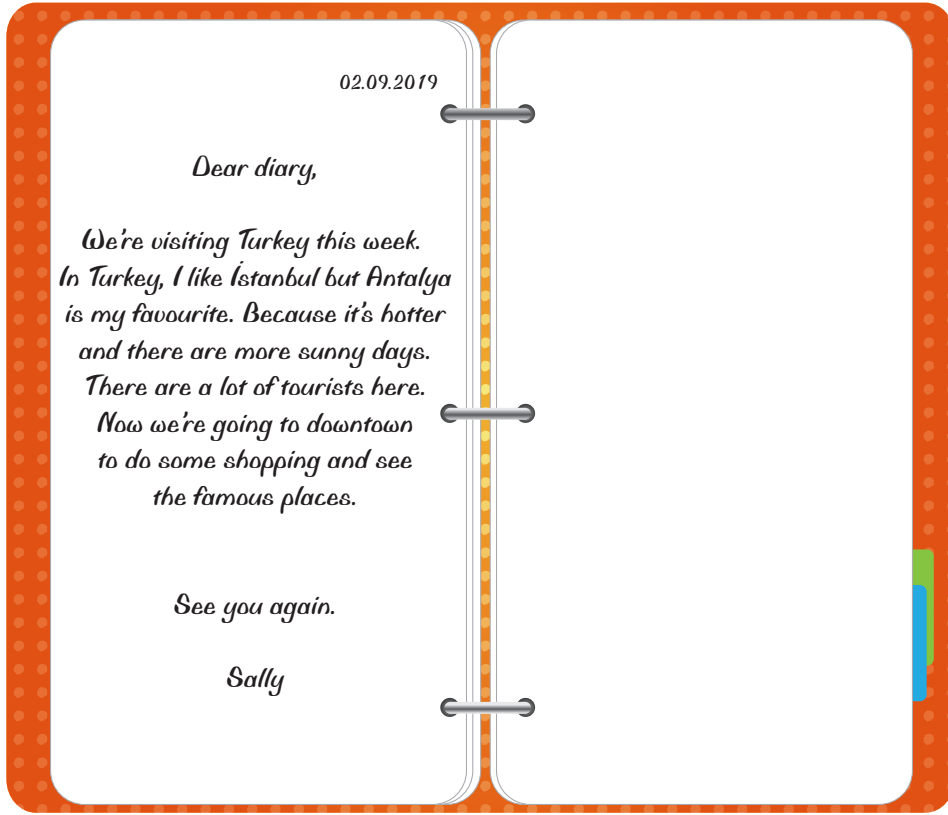 02.09.2019
Dear diary,
We're visiting Turkey this week.
In Turkey, I like İstanbul but Antalya
is my favourite. Because it's hotter
and there are more sunny days.
There are a lot of tourists here.
Now we're going to downtown
to do some shopping and see
the famous places.
See you again.
Sally